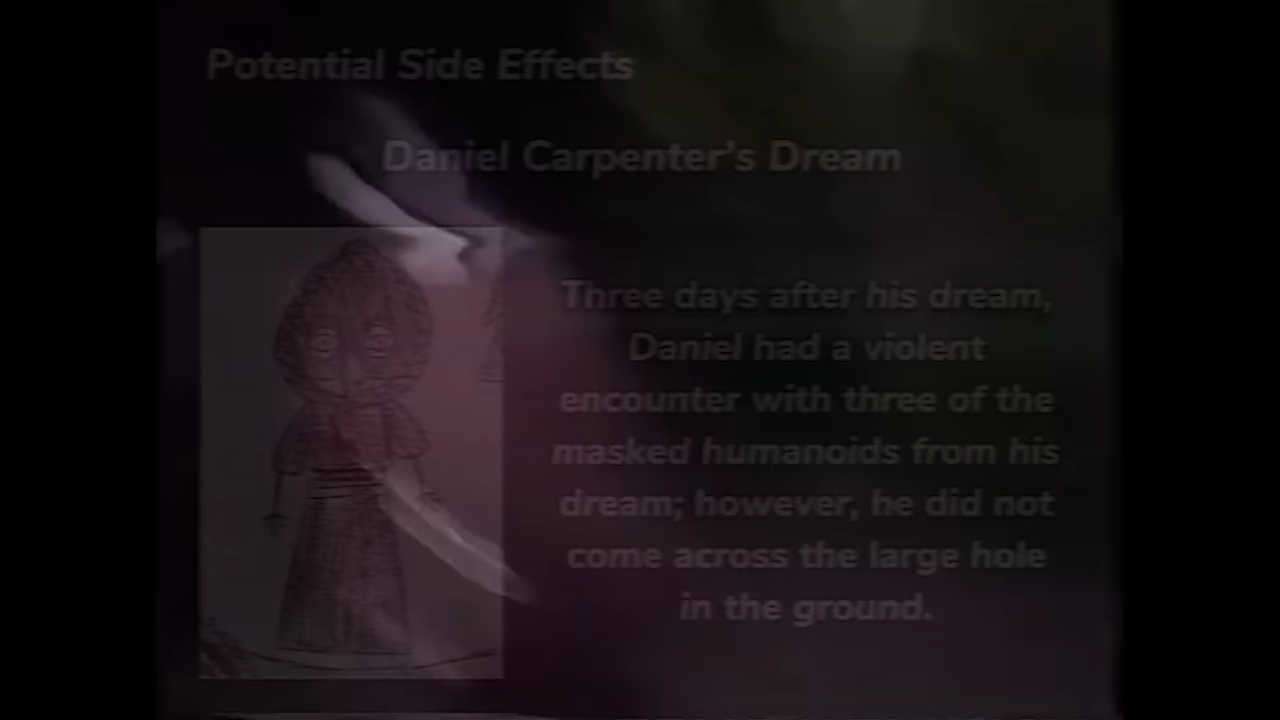 Potential Side Effects
Daniel Carpenter's Dream
Three days after his dream,
Daniel had a violent
encounter with three of the
masked humanoids from his
dream; however, he did not
come across the large hole
in the ground.